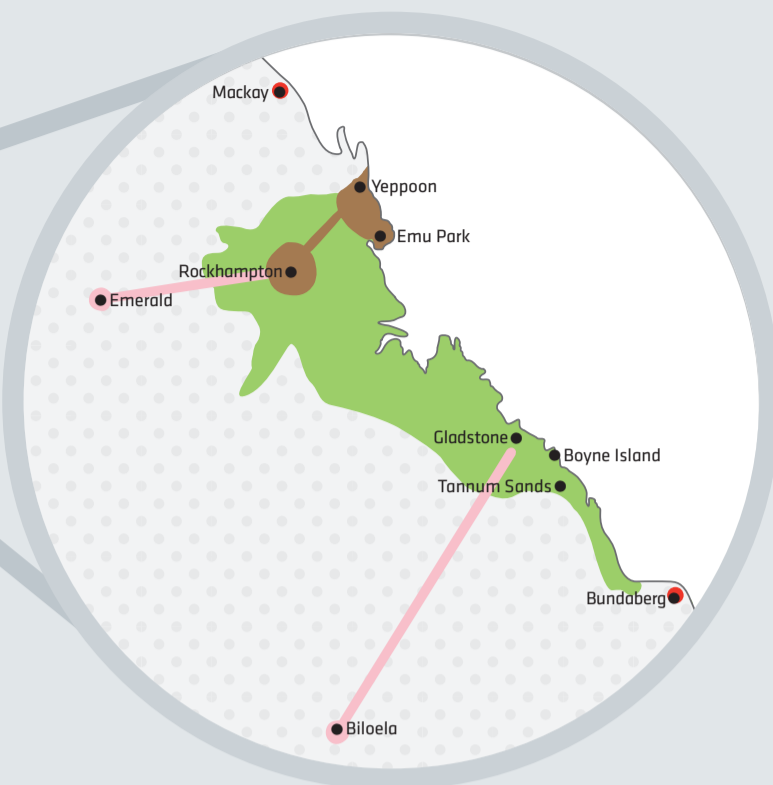 Mackay
Yeppoon
Emu Park
Rockhampton
Emerald
Gladstone
Boyne Island
Tannum Sands
Bundaberg
Biloela